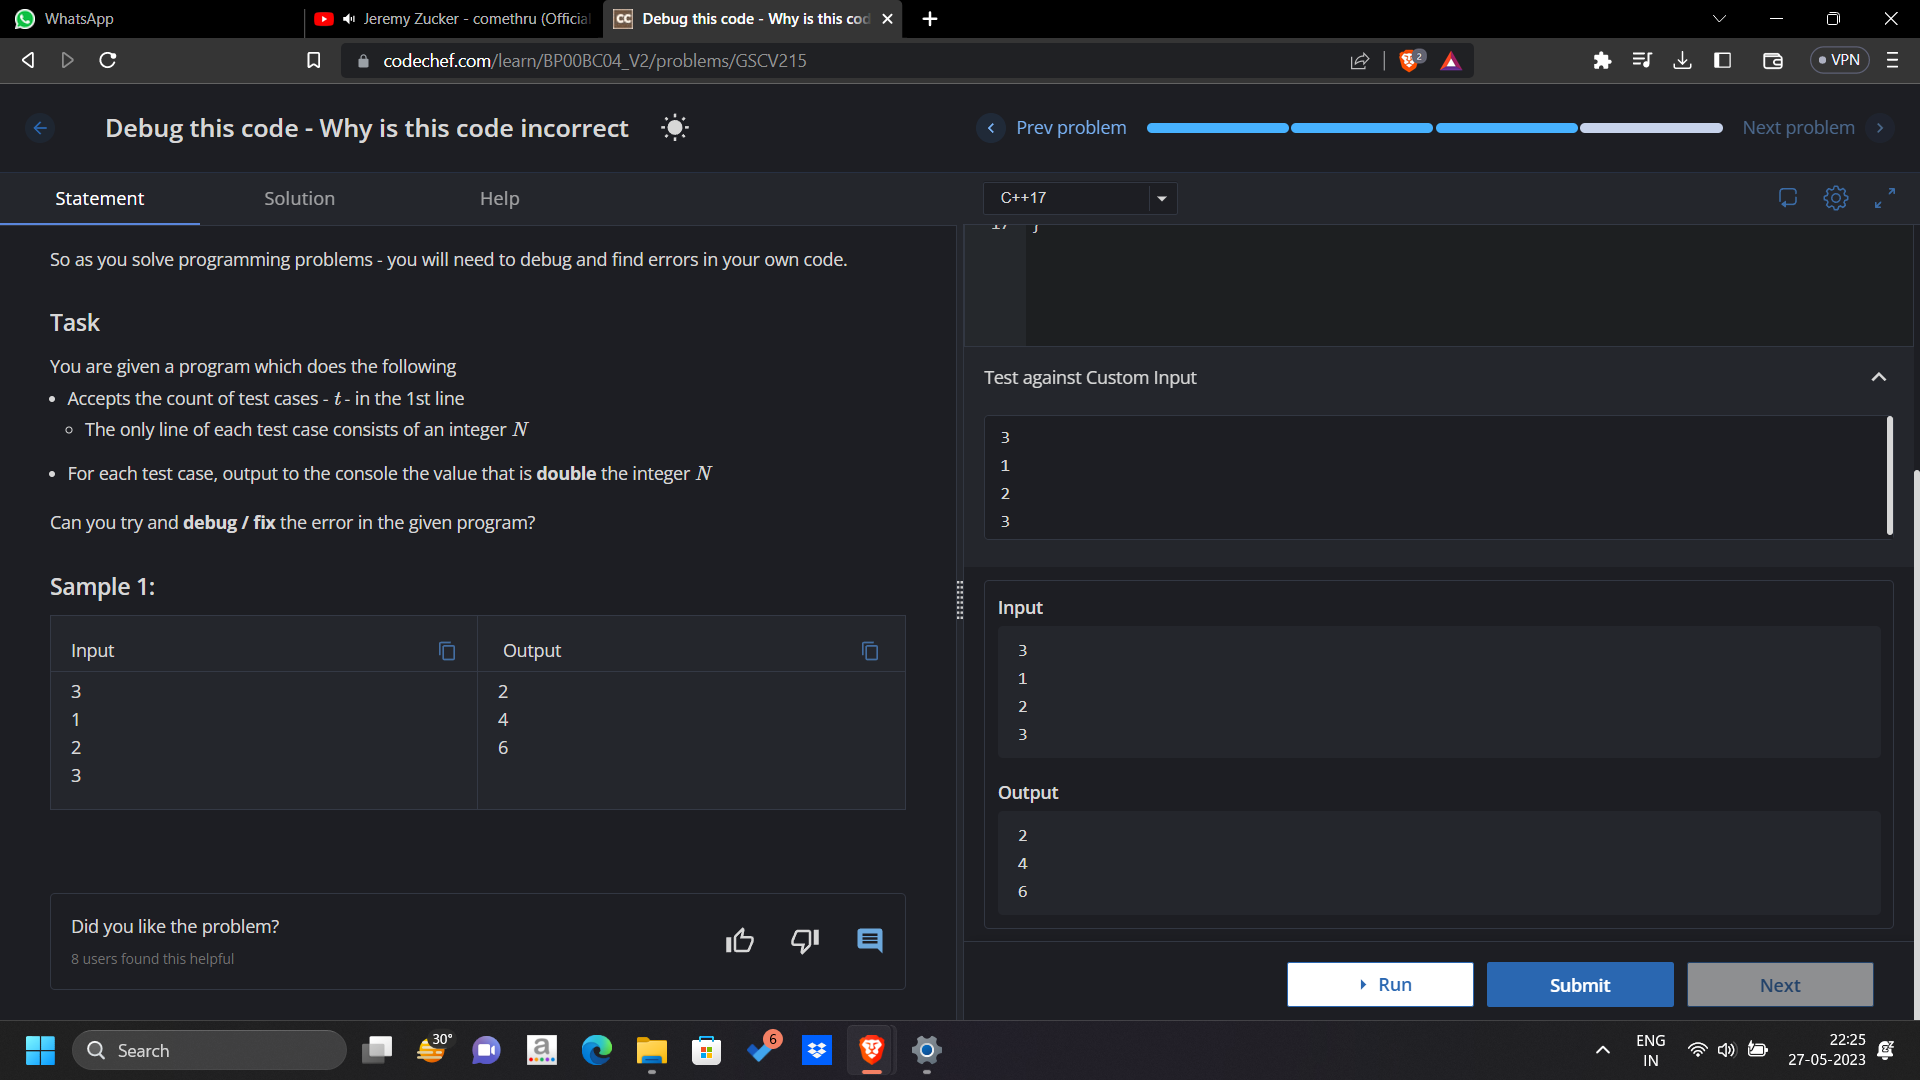 WhatsApp
Jeremy Zucker - comethru (Official
Debug this code - Why is this cod
codechef.com/learn/BP00BC04_V2/problems/GSCV215
2
VPN
Debug this code - Why is this code incorrect
Prev problem
Next problem
Statement
Solution
Help
C++17
So as you solve programming problems - you will need to debug and find errors in your own code.
Task
You are given a program which does the following
• Accepts the count of test cases - t - in the 1st line
○ The only line of each test case consists of an integer N
• For each test case, output to the console the value that is double the integer N
Can you try and debug / fix the error in the given program?
Sample 1:
Input
Output
3
1
2
3
2
4
6
Did you like the problem?
8 users found this helpful
17 }
Test against Custom Input
3
1
2
3
Input
3
1
2
3
Output
2
4
6
Run
Submit
Next
Search
30°
a
6
ENG
IN
22:25
27-05-2023